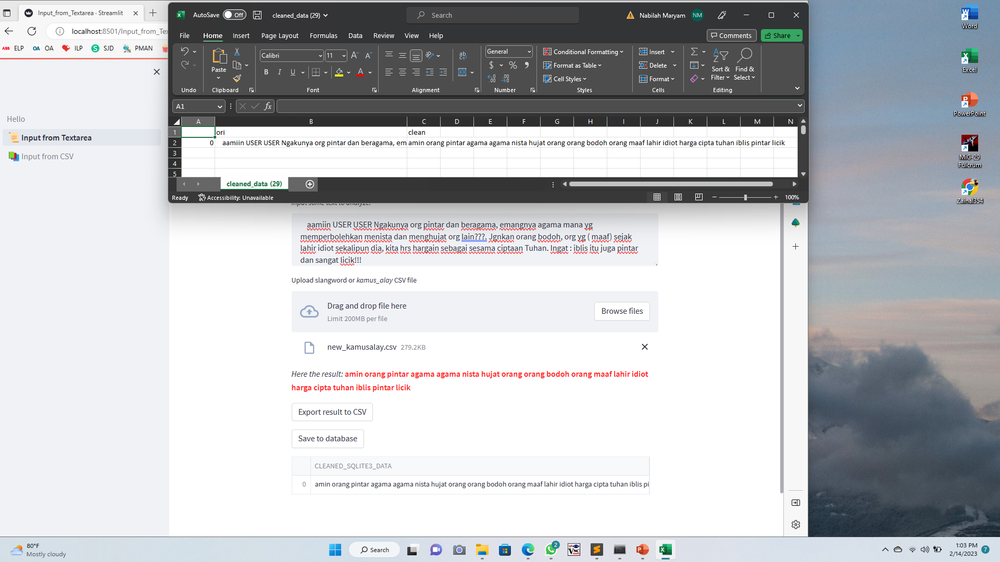 Input_from_Textarea · Streamlit
localhost:8501/Input_from_Te
ELP OA OA ILP S SJD PMAN
Hello
Input from Textarea
Input from CSV
AutoSave Off cleaned_data (29) Search Nabilah Maryam NM
File Home Insert Page Layout Formulas Data Review View Help Comments Share
Calibri 11 General Conditional Formatting Insert
Paste Format as Table Delete Sort & Filter Find & Select
B I U Cell Styles Format
Undo Clipboard Font Alignment Number Styles Cells Editing
A1 fx
A B C D E F G H I J K L M N
1 ori clean
2 0 aamiin USER USER Ngakunya org pintar dan beragama, em amin orang pintar agama agama nista hujat orang orang bodoh orang maaf lahir idiot harga cipta tuhan iblis pintar licik
3
4
5
cleaned_data (29)
Ready Accessibility: Unavailable 100%
Input some text to analyze:
aamiin USER USER Ngakunya org pintar dan beragama, emangnya agama mana yg
memperbolehkan menista dan menghujat org lain???. Jgnkan orang bodoh, org yg ( maaf) sejak
lahir idiot sekalipun dia, kita hrs hargain sebagai sesama ciptaan Tuhan. Ingat : iblis itu juga pintar
dan sangat licik!!!
Upload slangword or kamus_alay CSV file
Drag and drop file here
Limit 200MB per file
Browse files
new_kamusalay.csv 279.2KB
Here the result: amin orang pintar agama agama nista hujat orang orang bodoh orang maaf lahir idiot
harga cipta tuhan iblis pintar licik
Export result to CSV
Save to database
CLEANED_SQLITE3_DATA
0 amin orang pintar agama agama nista hujat orang orang bodoh orang maaf lahir idiot harga cipta tuhan iblis pi
Word
Excel
PowerPoint
MiG-29
Fulcrum
Zainal354
80°F
Mostly cloudy
Search
2
1:03 PM
2/14/2023
7